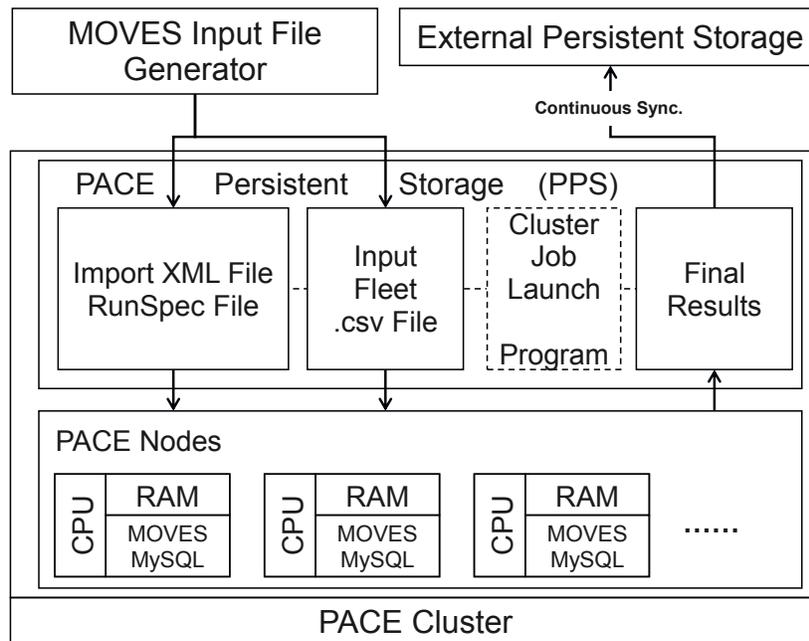 MOVES Input File
Generator
External Persistent Storage
Continuous Sync.
PACE Persistent Storage (PPS)
Import XML File
RunSpec File
Input
Fleet
.csv File
Cluster
Job
Launch
Program
Final
Results
PACE Nodes
CPU
RAM
MOVES
MySQL
CPU
RAM
MOVES
MySQL
CPU
RAM
MOVES
MySQL
......
PACE Cluster